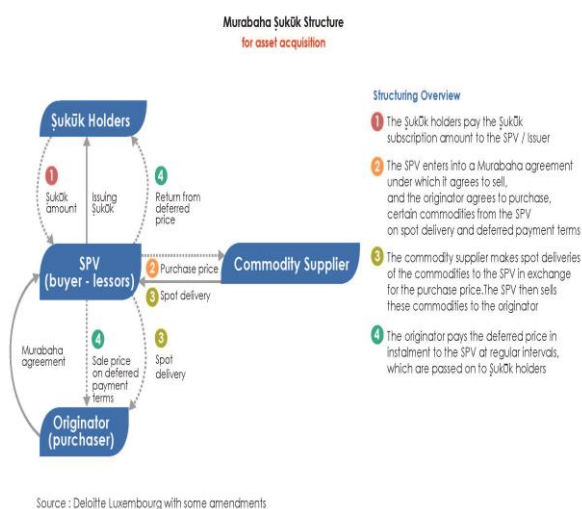 Murabaha Ṣukūk Structure
for asset acquisition
Ṣukūk Holders
1
Sukūk
amount
Issuing
Ṣukūk
4
Return from
deferred
price
SPV
(buyer - lessors)
2 Purchase price
3 Spot delivery
Commodity Supplier
Murabaha
agreement
4
Sale price
on deferred
payment
terms
3
Spot
delivery
Originator
(purchaser)
Structuring Overview
1 The Ṣukūk holders pay the Ṣukūk
subscription amount to the SPV / Issuer
2 The SPV enters into a Murabaha agreement
under which it agrees to sell,
and the originator agrees to purchase,
certain commodities from the SPV
on spot delivery and deferred payment terms
3 The commodity supplier makes spot deliveries
of the commodities to the SPV in exchange
for the purchase price.The SPV then sells
these commodities to the originator
4 The originator pays the deferred price in
instalment to the SPV at regular intervals,
which are passed on to Ṣukūk holders
Source : Deloitte Luxembourg with some amendments